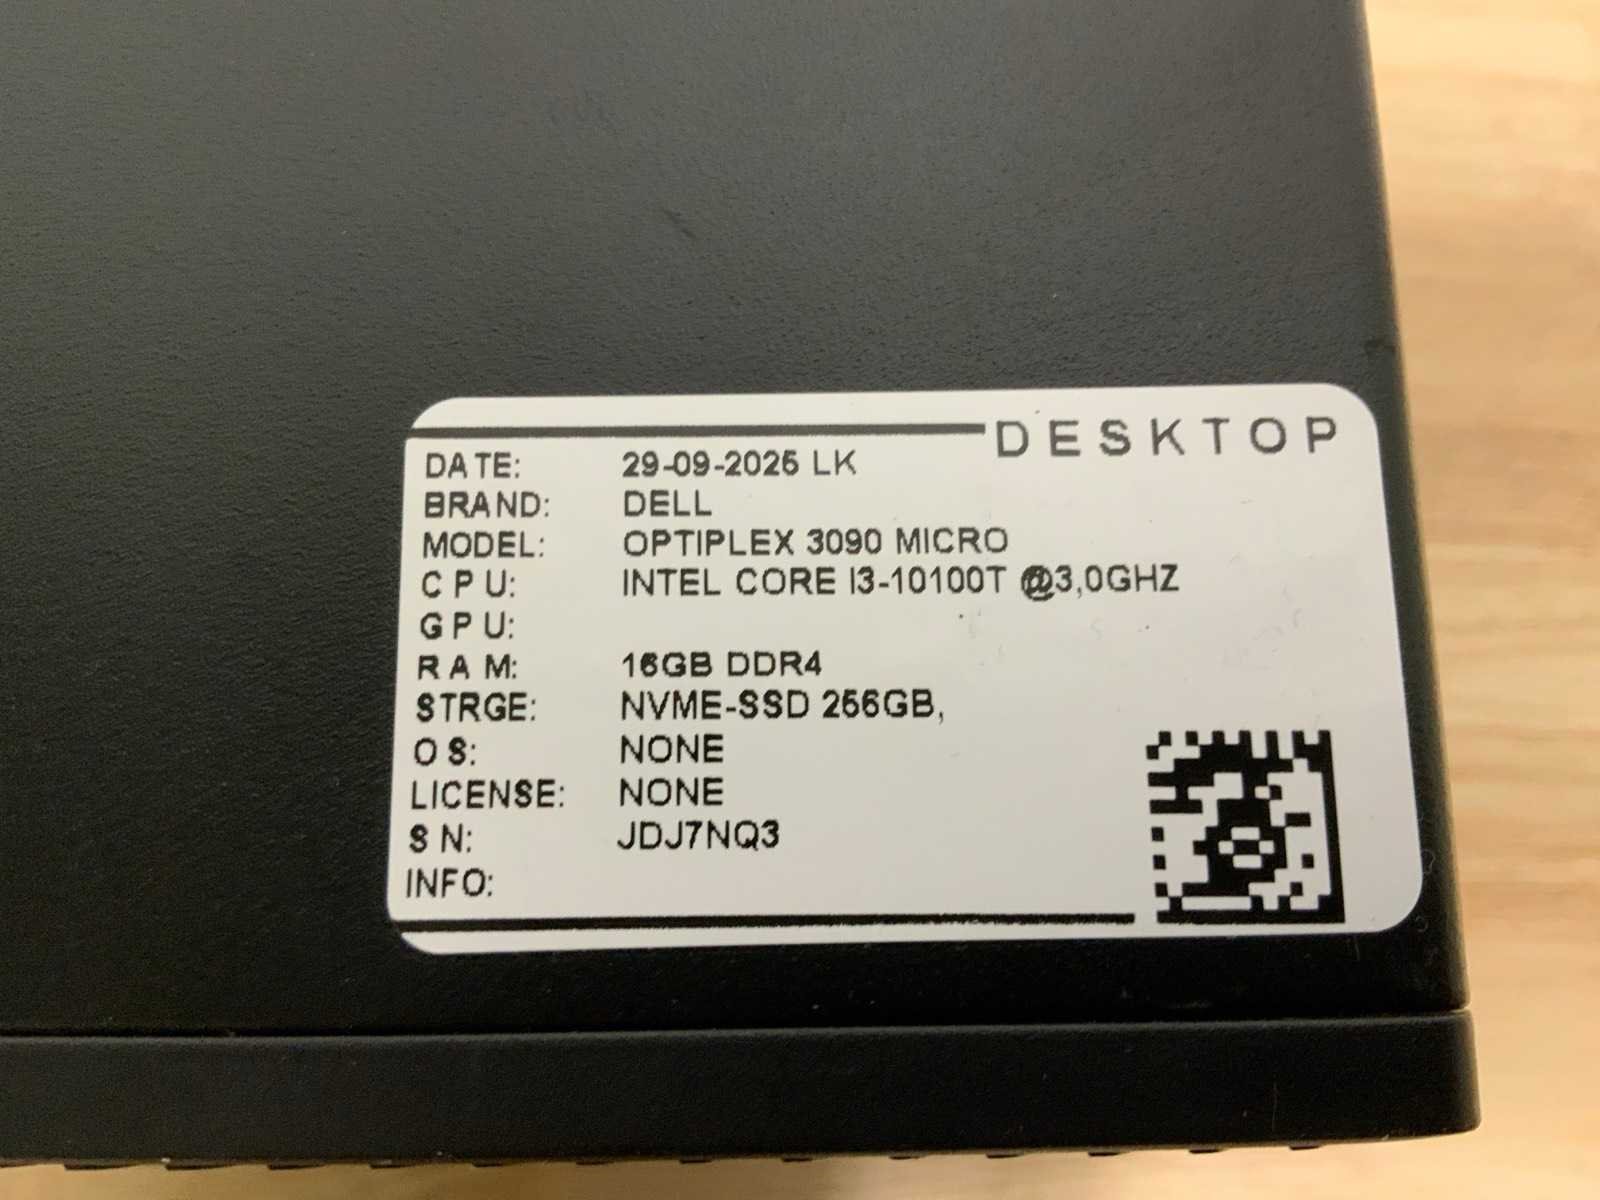 DESKTOP
DATE: 29-09-2025 LK
BRAND: DELL
MODEL: OPTIPLEX 3090 MICRO
CPU: INTEL CORE I3-10100T @3,0GHZ
GPU:
RAM: 16GB DDR4
STRGE: NVME-SSD 256GB,
OS: NONE
LICENSE: NONE
SN: JDJ7NQ3
INFO: